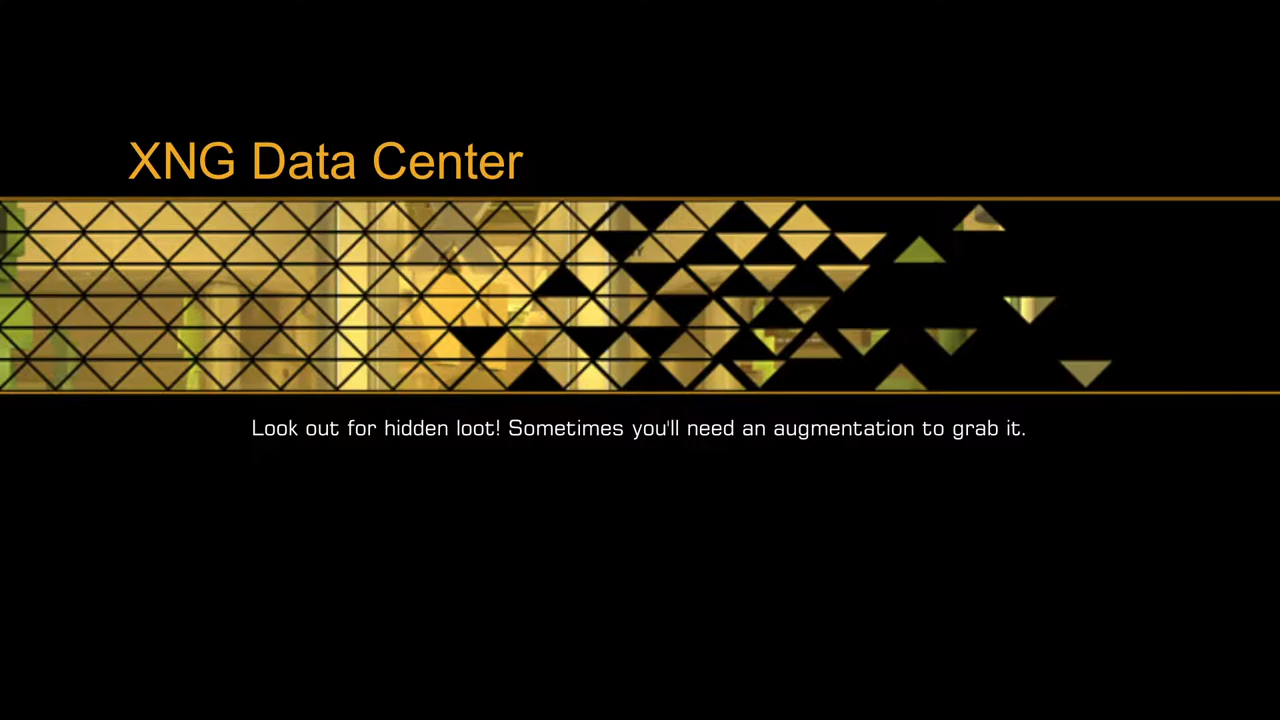 XNG Data Center
Look out for hidden loot! Sometimes you'll need an augmentation to grab it.